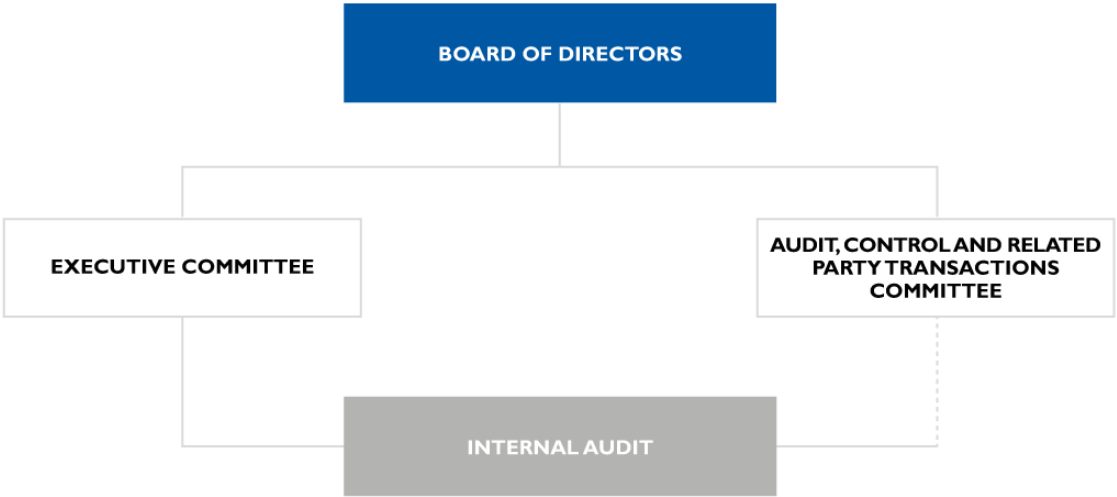 BOARD OF DIRECTORS
EXECUTIVE COMMITTEE
AUDIT, CONTROL AND RELATED
PARTY TRANSACTIONS
COMMITTEE
INTERNAL AUDIT